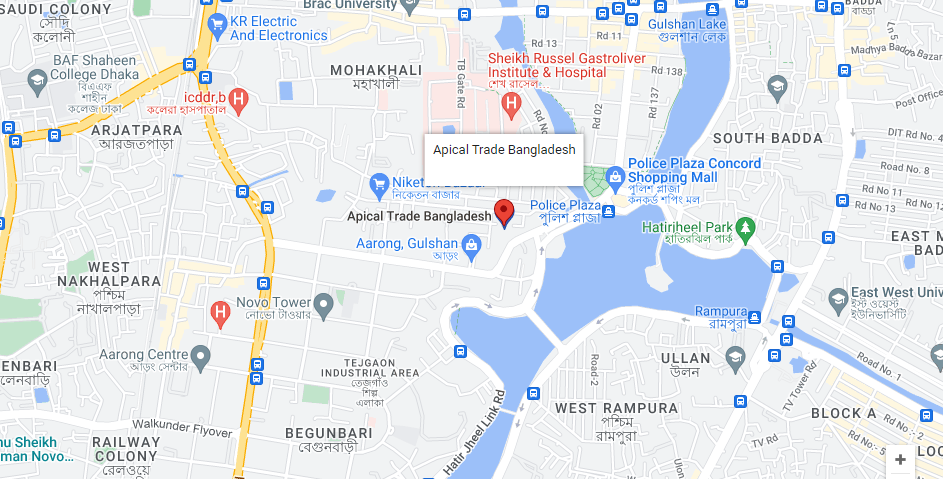 SAUDI COLONY
সৌদি
কলোনী
Brac University
KR Electric
And Electronics
Gulshan Lake
গুলশান লেক
BADDA
বাড্ডা
Madhya Badda Bazar
Post Office
BAF Shaheen
College Dhaka
বিএএফ
শাহীন
কলেজ ঢাকা
MOHAKHALI
মহাখালী
TB Gate Rd
Rd 13
Rd 138
Rd 137
Rd 02
Rd No
Sheikh Russel Gastroliver
Institute & Hospital
শেখ রাসেল
icddr,b
কলেরা হাসপাতাল
ARJATPARA
আরজতপাড়া
SOUTH BADDA
DIT Rd No 4
Road No. 8
Rd No 11
Rd No 13
Rd No 10
Apical Trade Bangladesh
Police Plaza Concord
Shopping Mall
পুলিশ প্লাজা
কনকর্ড শপিং মল
Niketon
নিকেতন বাজার
Police Plaza
পুলিশ প্লাজা
Apical Trade Bangladesh
Hatirjheel Park
হাতিরঝিল পার্ক
Aarong, Gulshan
আড়ং
EAST M
BADD
WEST
NAKHALPARA
পশ্চিম
নাখালপাড়া
Novo Tower
নোভো টাওয়ার
East West Univ
ইস্ট ওয়েস্ট
ইউনিভার্সিটি
Rampura
রামপুরা
Aarong Centre
আড়ং সেন্টার
ENBARI
লেনবাড়ি
TEJGAON
INDUSTRIAL AREA
তেজগাঁও
শিল্প
এলাকা
ULLAN
উলন
Road No. 1
Road 2
TV Tower Rd
Hatir Jheel Link Rd
WEST RAMPURA
পশ্চিম
রামপুরা
BLOCK A
Walkunder Flyover
BEGUNBARI
বেগুনবাড়ী
TV Rd
Rd No:-
nu Sheikh
man Novo...
RAILWAY
COLONY
রেলওয়ে
+